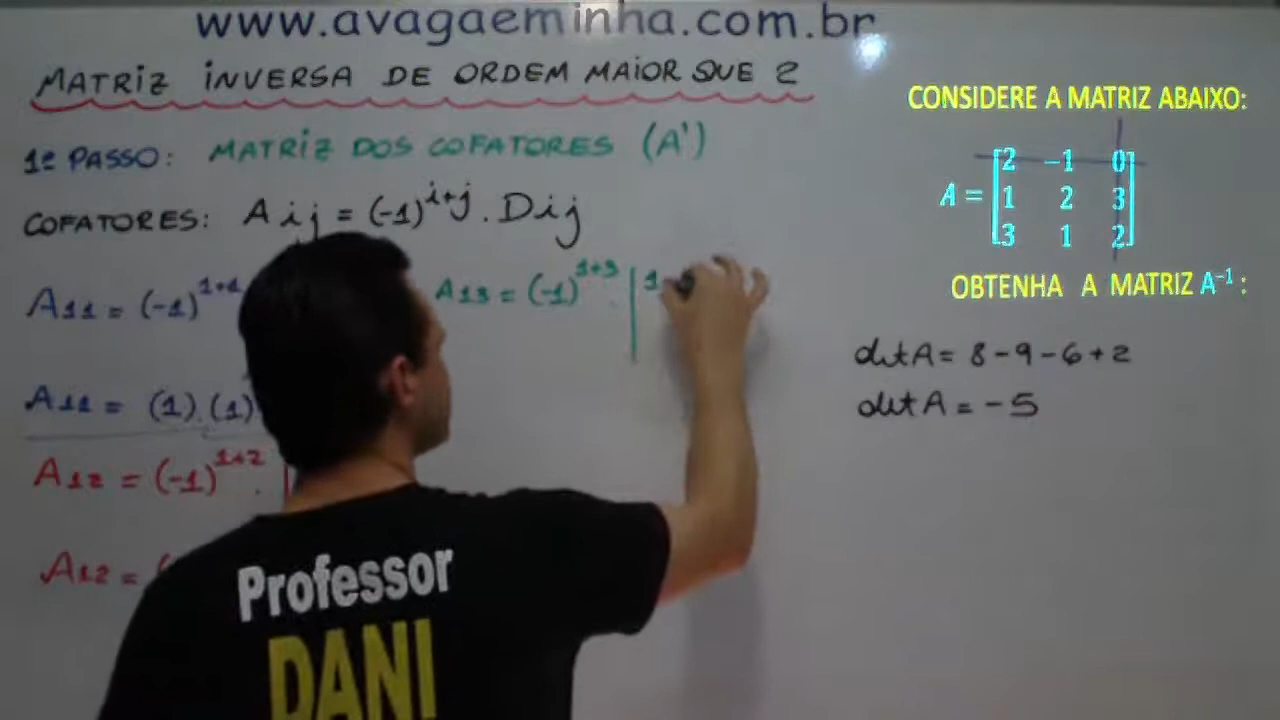 www.avagaeminha.com.br
MATRIZ INVERSA DE ORDEM MAIOR QUE 2
1º PASSO: MATRIZ DOS COFATORES (A')
COFATORES: Aij = (-1)^i+j . Dij
A11 = (-1)^1+1
A13 = (-1)^1+3 . | 1
A11 = (1).(1)
A12 = (-1)^1+2 . |
A12 = (
CONSIDERE A MATRIZ ABAIXO:
2 -1 0
A = 1 2 3
3 1 2
OBTENHA A MATRIZ A⁻¹ :
detA = 8-9-6+2
detA = -5
Professor
DANI